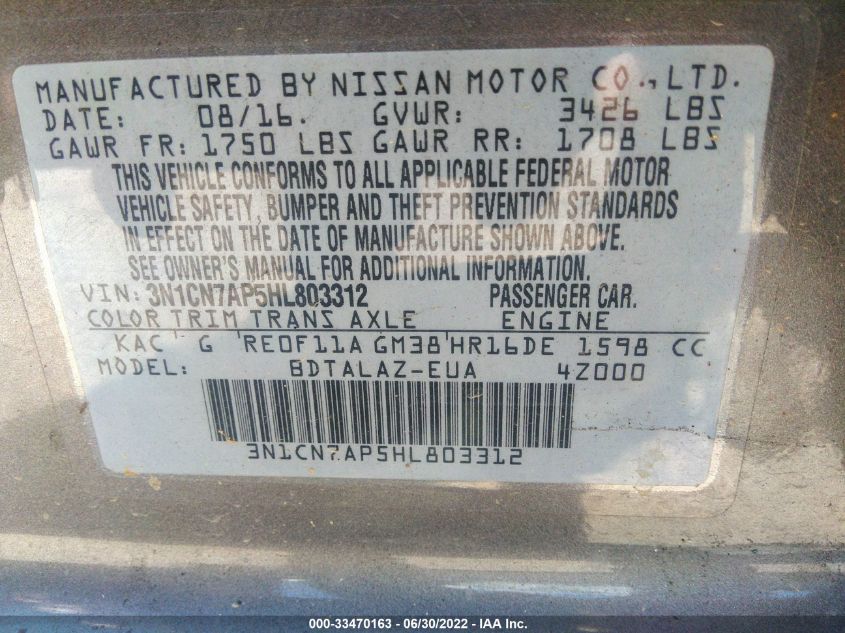 MANUFACTURED BY NISSAN MOTOR CO., LTD.
DATE: 08/16. GVWR: 3426 LBS
GAWR FR: 1750 LBS GAWR RR: 1708 LBS
THIS VEHICLE CONFORMS TO ALL APPLICABLE FEDERAL MOTOR
VEHICLE SAFETY, BUMPER AND THEFT PREVENTION STANDARDS
IN EFFECT ON THE DATE OF MANUFACTURE SHOWN ABOVE.
SEE OWNER'S MANUAL FOR ADDITIONAL INFORMATION.
VIN: 3N1CN7AP5HL803312 PASSENGER CAR.
COLOR TRIM TRANS AXLE ENGINE
KAC G RE0F11A GM38 HR16DE 1598 CC
MODEL: BDTALAZ-EUA 4Z000
3N1CN7AP5HL803312
000-33470163 - 06/30/2022 - IAA Inc.